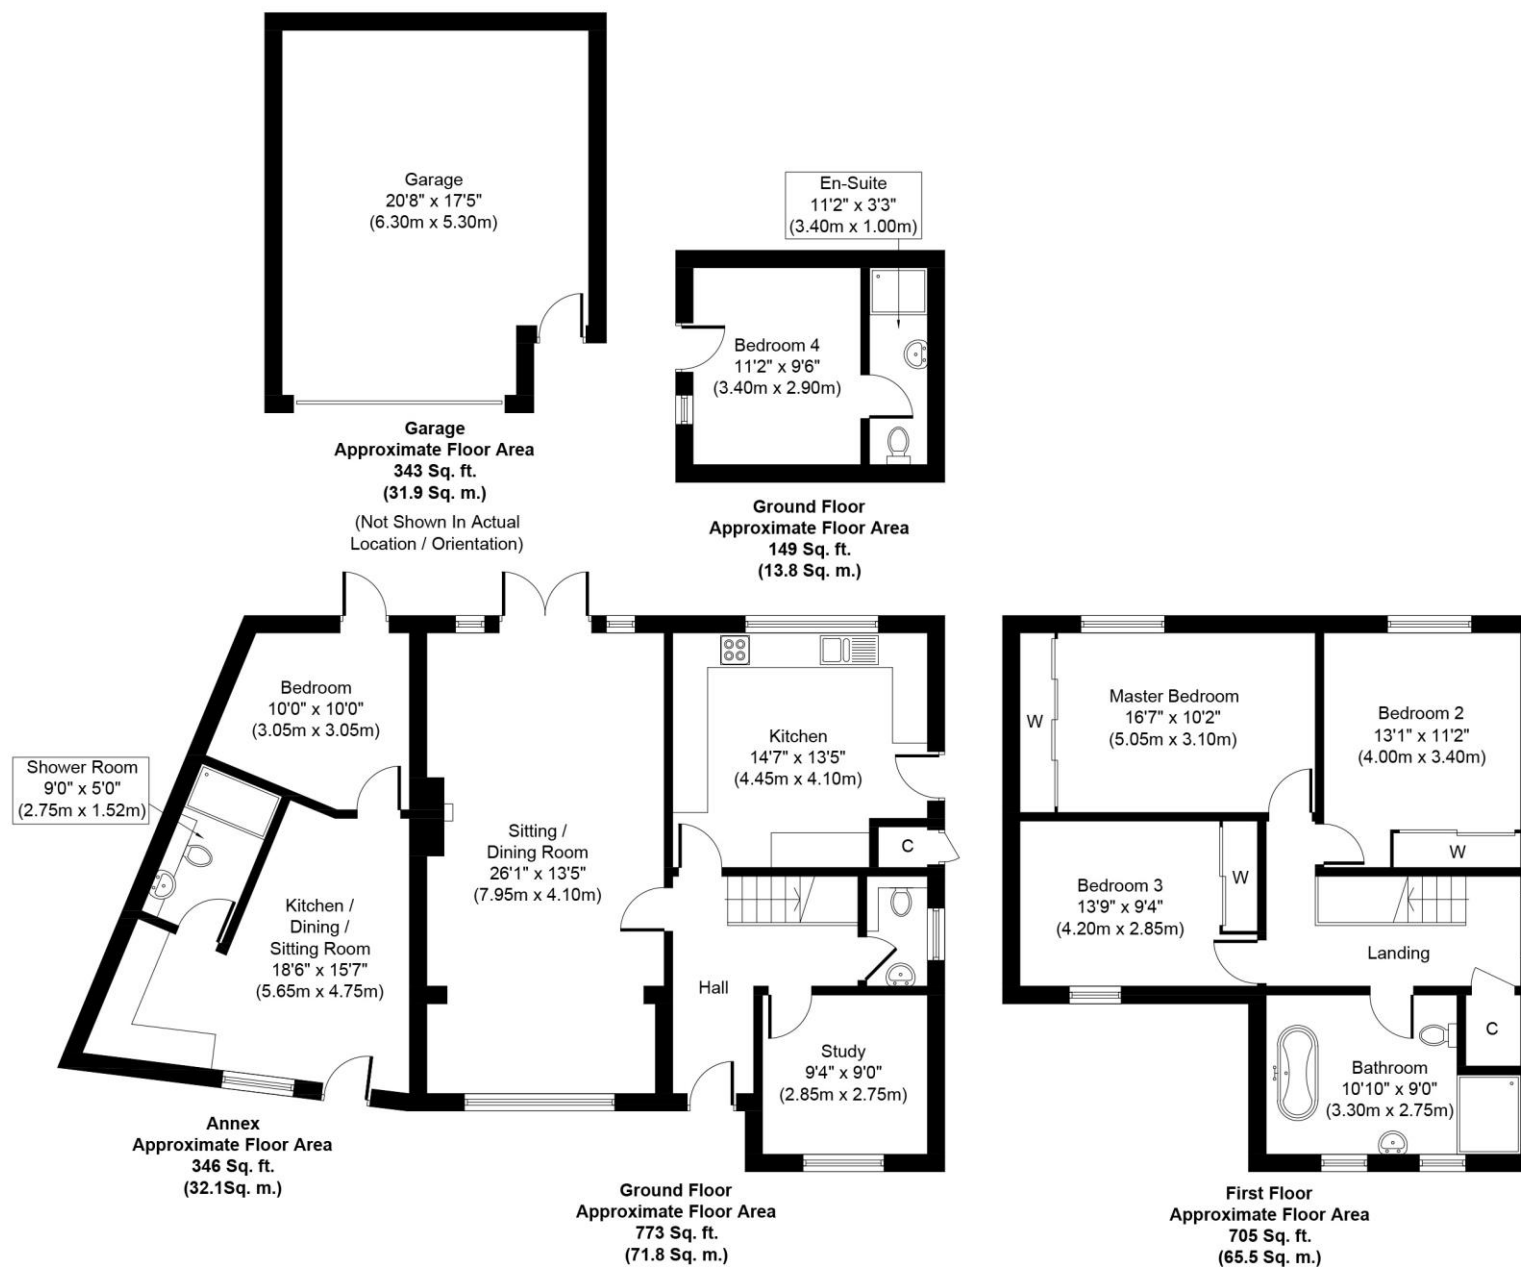 Garage
20'8" x 17'5"
(6.30m x 5.30m)
Garage
Approximate Floor Area
343 Sq. ft.
(31.9 Sq. m.)
(Not Shown In Actual
Location / Orientation)
En-Suite
11'2" x 3'3"
(3.40m x 1.00m)
Bedroom 4
11'2" x 9'6"
(3.40m x 2.90m)
Ground Floor
Approximate Floor Area
149 Sq. ft.
(13.8 Sq. m.)
Bedroom
10'0" x 10'0"
(3.05m x 3.05m)
Shower Room
9'0" x 5'0"
(2.75m x 1.52m)
Kitchen /
Dining /
Sitting Room
18'6" x 15'7"
(5.65m x 4.75m)
Annex
Approximate Floor Area
346 Sq. ft.
(32.1Sq. m.)
Sitting /
Dining Room
26'1" x 13'5"
(7.95m x 4.10m)
Kitchen
14'7" x 13'5"
(4.45m x 4.10m)
C
Hall
Study
9'4" x 9'0"
(2.85m x 2.75m)
Ground Floor
Approximate Floor Area
773 Sq. ft.
(71.8 Sq. m.)
W
Master Bedroom
16'7" x 10'2"
(5.05m x 3.10m)
Bedroom 2
13'1" x 11'2"
(4.00m x 3.40m)
W
Bedroom 3
13'9" x 9'4"
(4.20m x 2.85m)
W
Landing
C
Bathroom
10'10" x 9'0"
(3.30m x 2.75m)
First Floor
Approximate Floor Area
705 Sq. ft.
(65.5 Sq. m.)